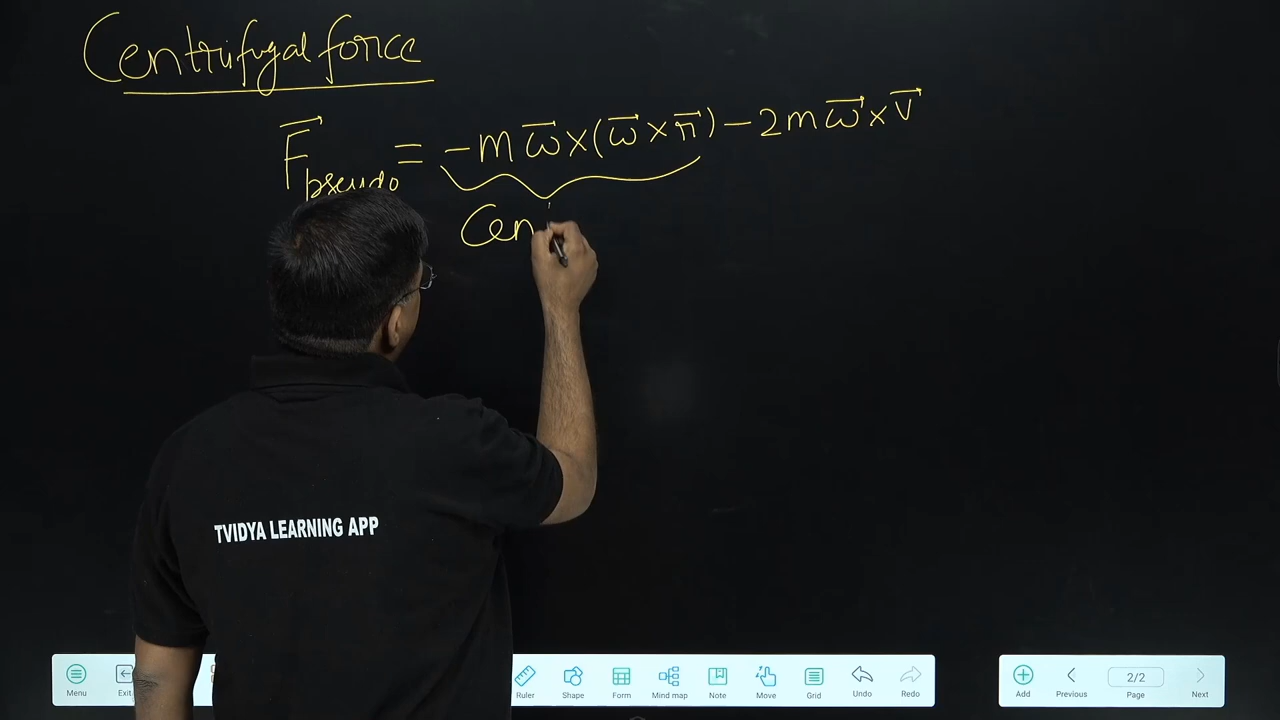 Centrifugal force
F⃗pseudo = -mω⃗×(ω⃗×r⃗) - 2mω⃗×v⃗
Cen
TVIDYA LEARNING APP
Menu Exit Ruler Shape Form Mind map Note Move Grid Undo Redo Add Previous 2/2 Page Next